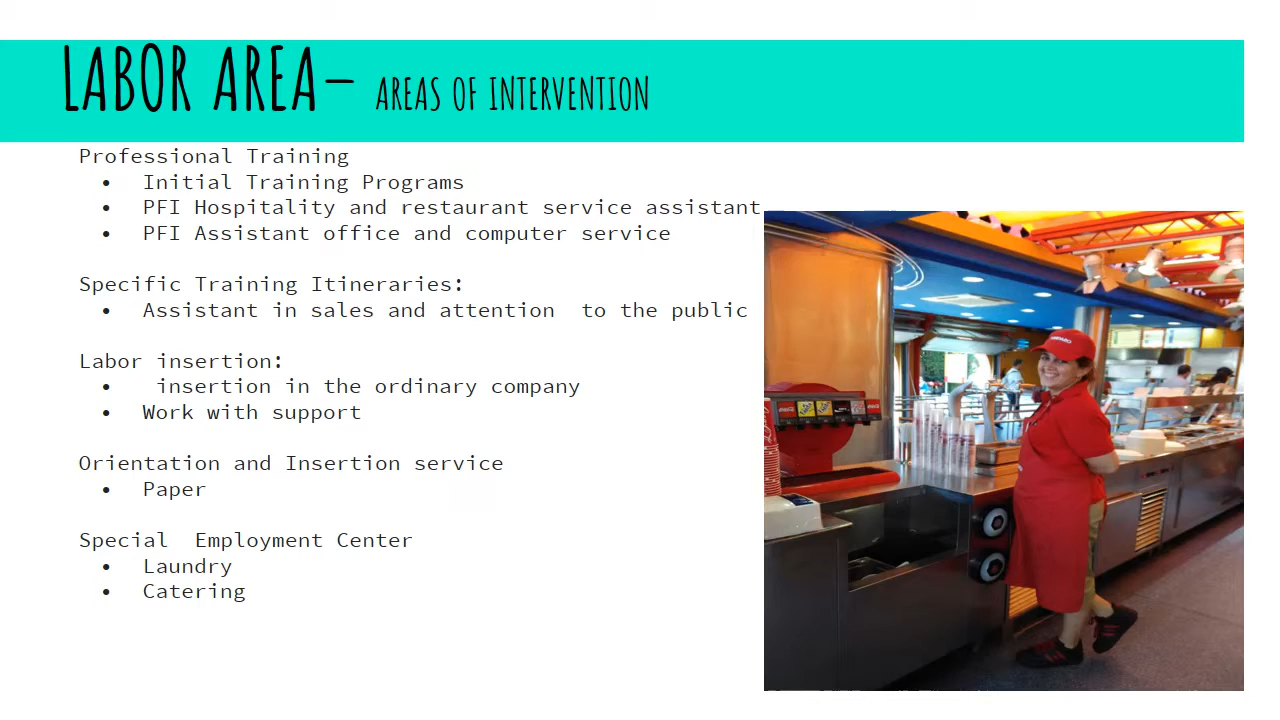 LABOR AREA– AREAS OF INTERVENTION
Professional Training
• Initial Training Programs
• PFI Hospitality and restaurant service assistant
• PFI Assistant office and computer service
Specific Training Itineraries:
• Assistant in sales and attention  to the public
Labor insertion:
• insertion in the ordinary company
• Work with support
Orientation and Insertion service
• Paper
Special  Employment Center
• Laundry
• Catering